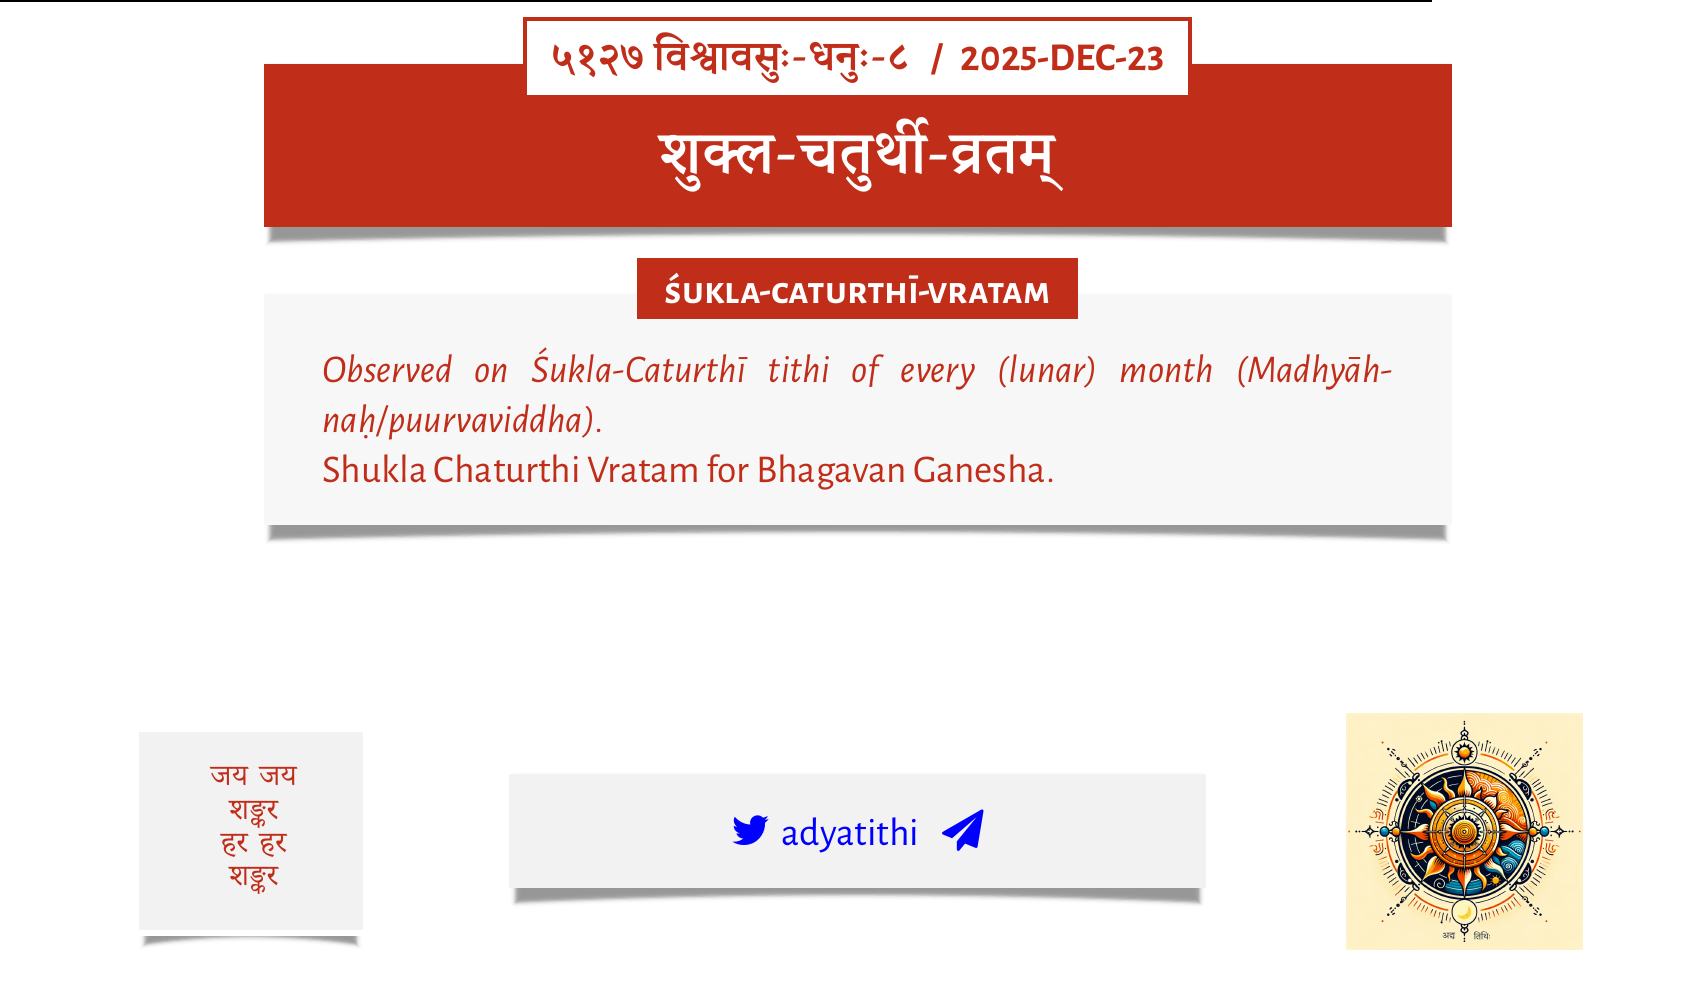 ५१२७ विश्वावसुः-धनुः-८ / 2025-DEC-23
शुक्ल-चतुर्थी-व्रतम्
ŚUKLA-CATURTHĪ-VRATAM
Observed on Śukla-Caturthī tithi of every (lunar) month (Madhyāh-
naḥ/puurvaviddha).
Shukla Chaturthi Vratam for Bhagavan Ganesha.
जय जय
शङ्कर
हर हर
शङ्कर
adyatithi
अद्य तिथिः